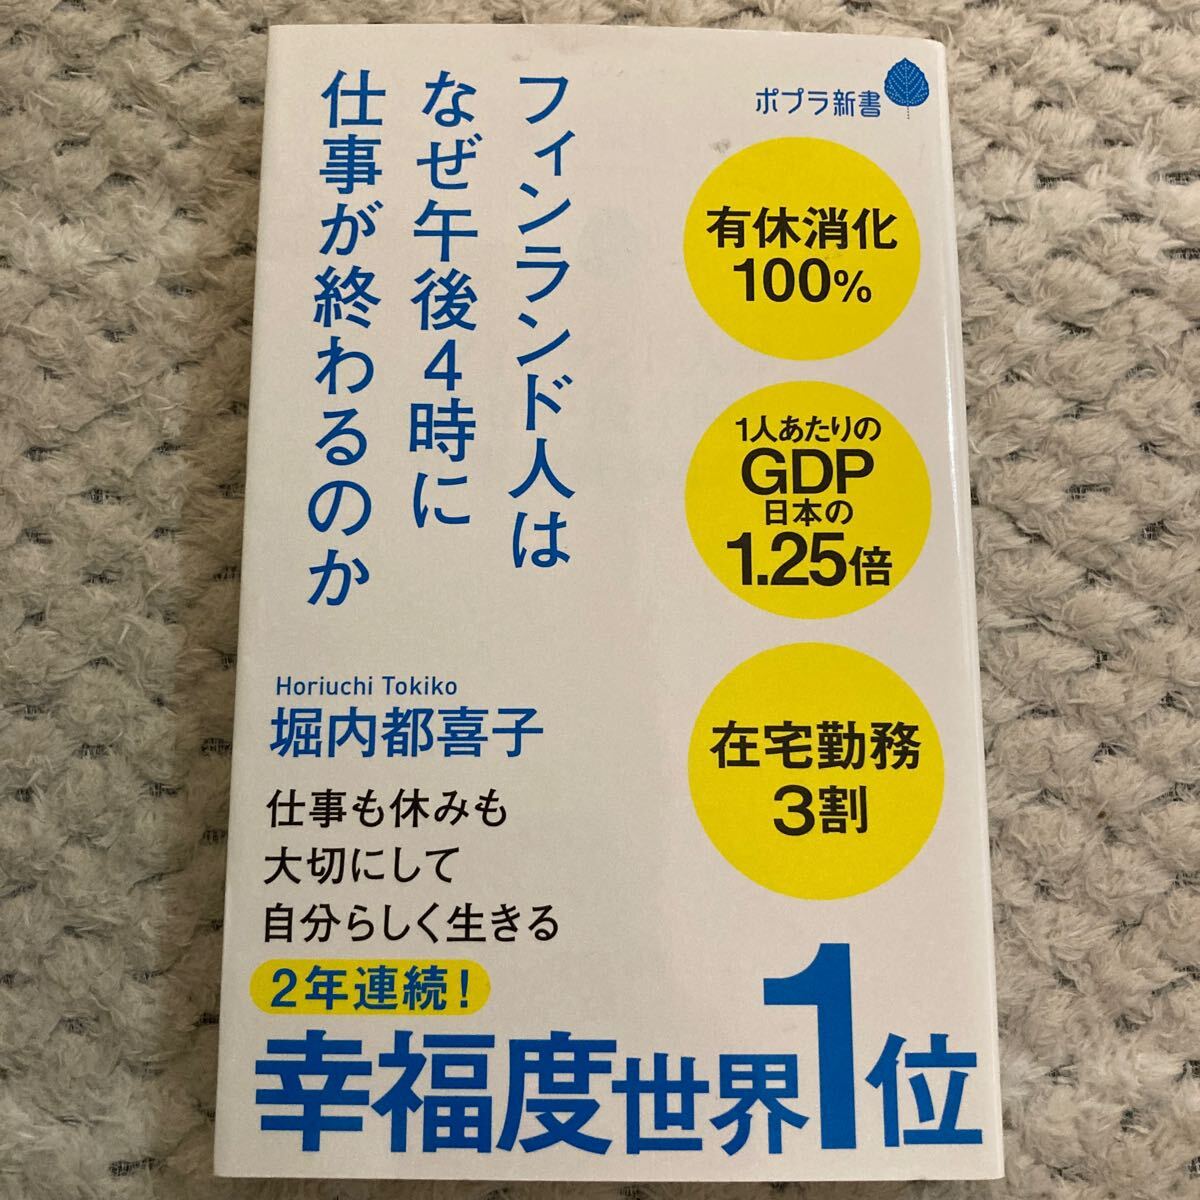 ポプラ新書
フィンランド人は
なぜ午後4時に
仕事が終わるのか
有休消化
100%
1人あたりの
GDP
日本の
1.25倍
在宅勤務
3割
Horiuchi Tokiko
堀内都喜子
仕事も休みも
大切にして
自分らしく生きる
2年連続!
幸福度世界1位